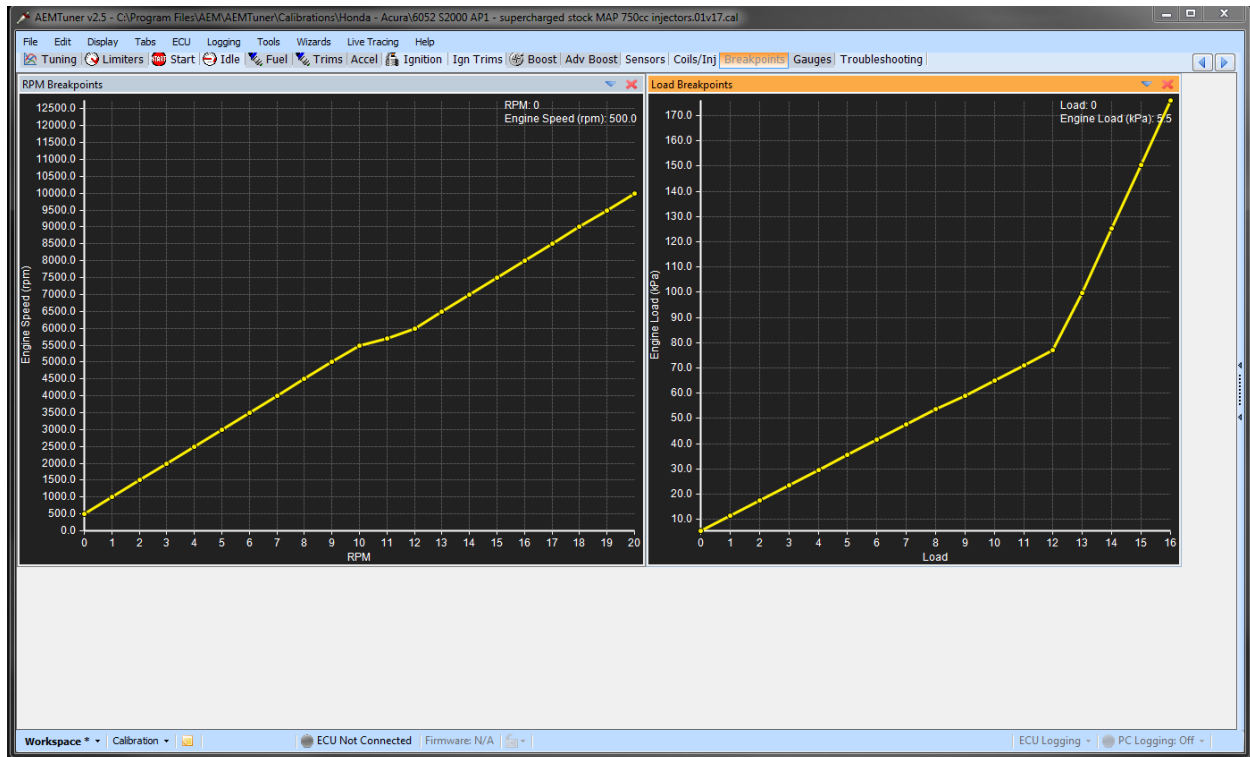 AEMTuner v2.5 - C:\Program Files\AEM\AEMTuner\Calibrations\Honda - Acura\6052 S2000 AP1 - supercharged stock MAP 750cc injectors.01v17.cal
File Edit Display Tabs ECU Logging Tools Wizards Live Tracing Help
Tuning Limiters START Start Idle Fuel Trims Accel Ignition Ign Trims Boost Adv Boost Sensors Coils/Inj Breakpoints Gauges Troubleshooting
RPM Breakpoints
RPM: 0
Engine Speed (rpm): 500.0
12500.0
12000.0
11500.0
11000.0
10500.0
10000.0
9500.0
9000.0
8500.0
8000.0
7500.0
7000.0
6500.0
6000.0
5500.0
5000.0
4500.0
4000.0
3500.0
3000.0
2500.0
2000.0
1500.0
1000.0
500.0
0.0
Engine Speed (rpm)
0 1 2 3 4 5 6 7 8 9 10 11 12 13 14 15 16 17 18 19 20
RPM
Load Breakpoints
Load: 0
Engine Load (kPa): 5.5
170.0
160.0
150.0
140.0
130.0
120.0
110.0
100.0
90.0
80.0
70.0
60.0
50.0
40.0
30.0
20.0
10.0
Engine Load (kPa)
0 1 2 3 4 5 6 7 8 9 10 11 12 13 14 15 16
Load
Workspace * Calibration ECU Not Connected Firmware: N/A ECU Logging PC Logging: Off